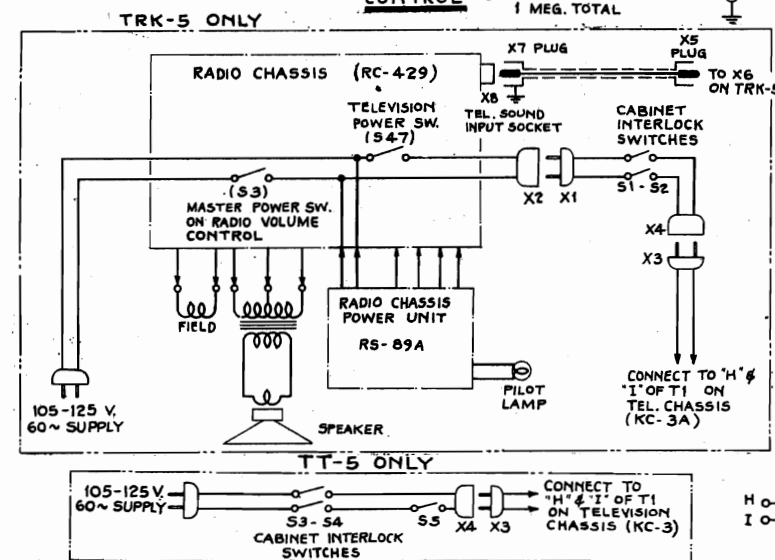 CONTROL
1 MEG. TOTAL
TRK-5 ONLY
X7 PLUG
X5
PLUG
RADIO CHASSIS (RC-429)
TO X6
ON TRK-5
X8
TEL. SOUND
INPUT SOCKET
TELEVISION
POWER SW.
(S47)
CABINET
INTERLOCK
SWITCHES
(S3)
MASTER POWER SW.
ON RADIO VOLUME
CONTROL
X2
X1
S1-S2
X4
X3
FIELD
RADIO CHASSIS
POWER UNIT
RS-89A
PILOT
LAMP
CONNECT TO "H" &
"I" OF T1 ON
TEL. CHASSIS
(KC-3A)
105-125 V.
60~ SUPPLY
SPEAKER
TT-5 ONLY
105-125 V.
60~ SUPPLY
S3-S4
S5
X4
X3
CABINET INTERLOCK
SWITCHES
CONNECT TO
"H" & "I" OF T1
ON TELEVISION
CHASSIS (KC-3)
H
I